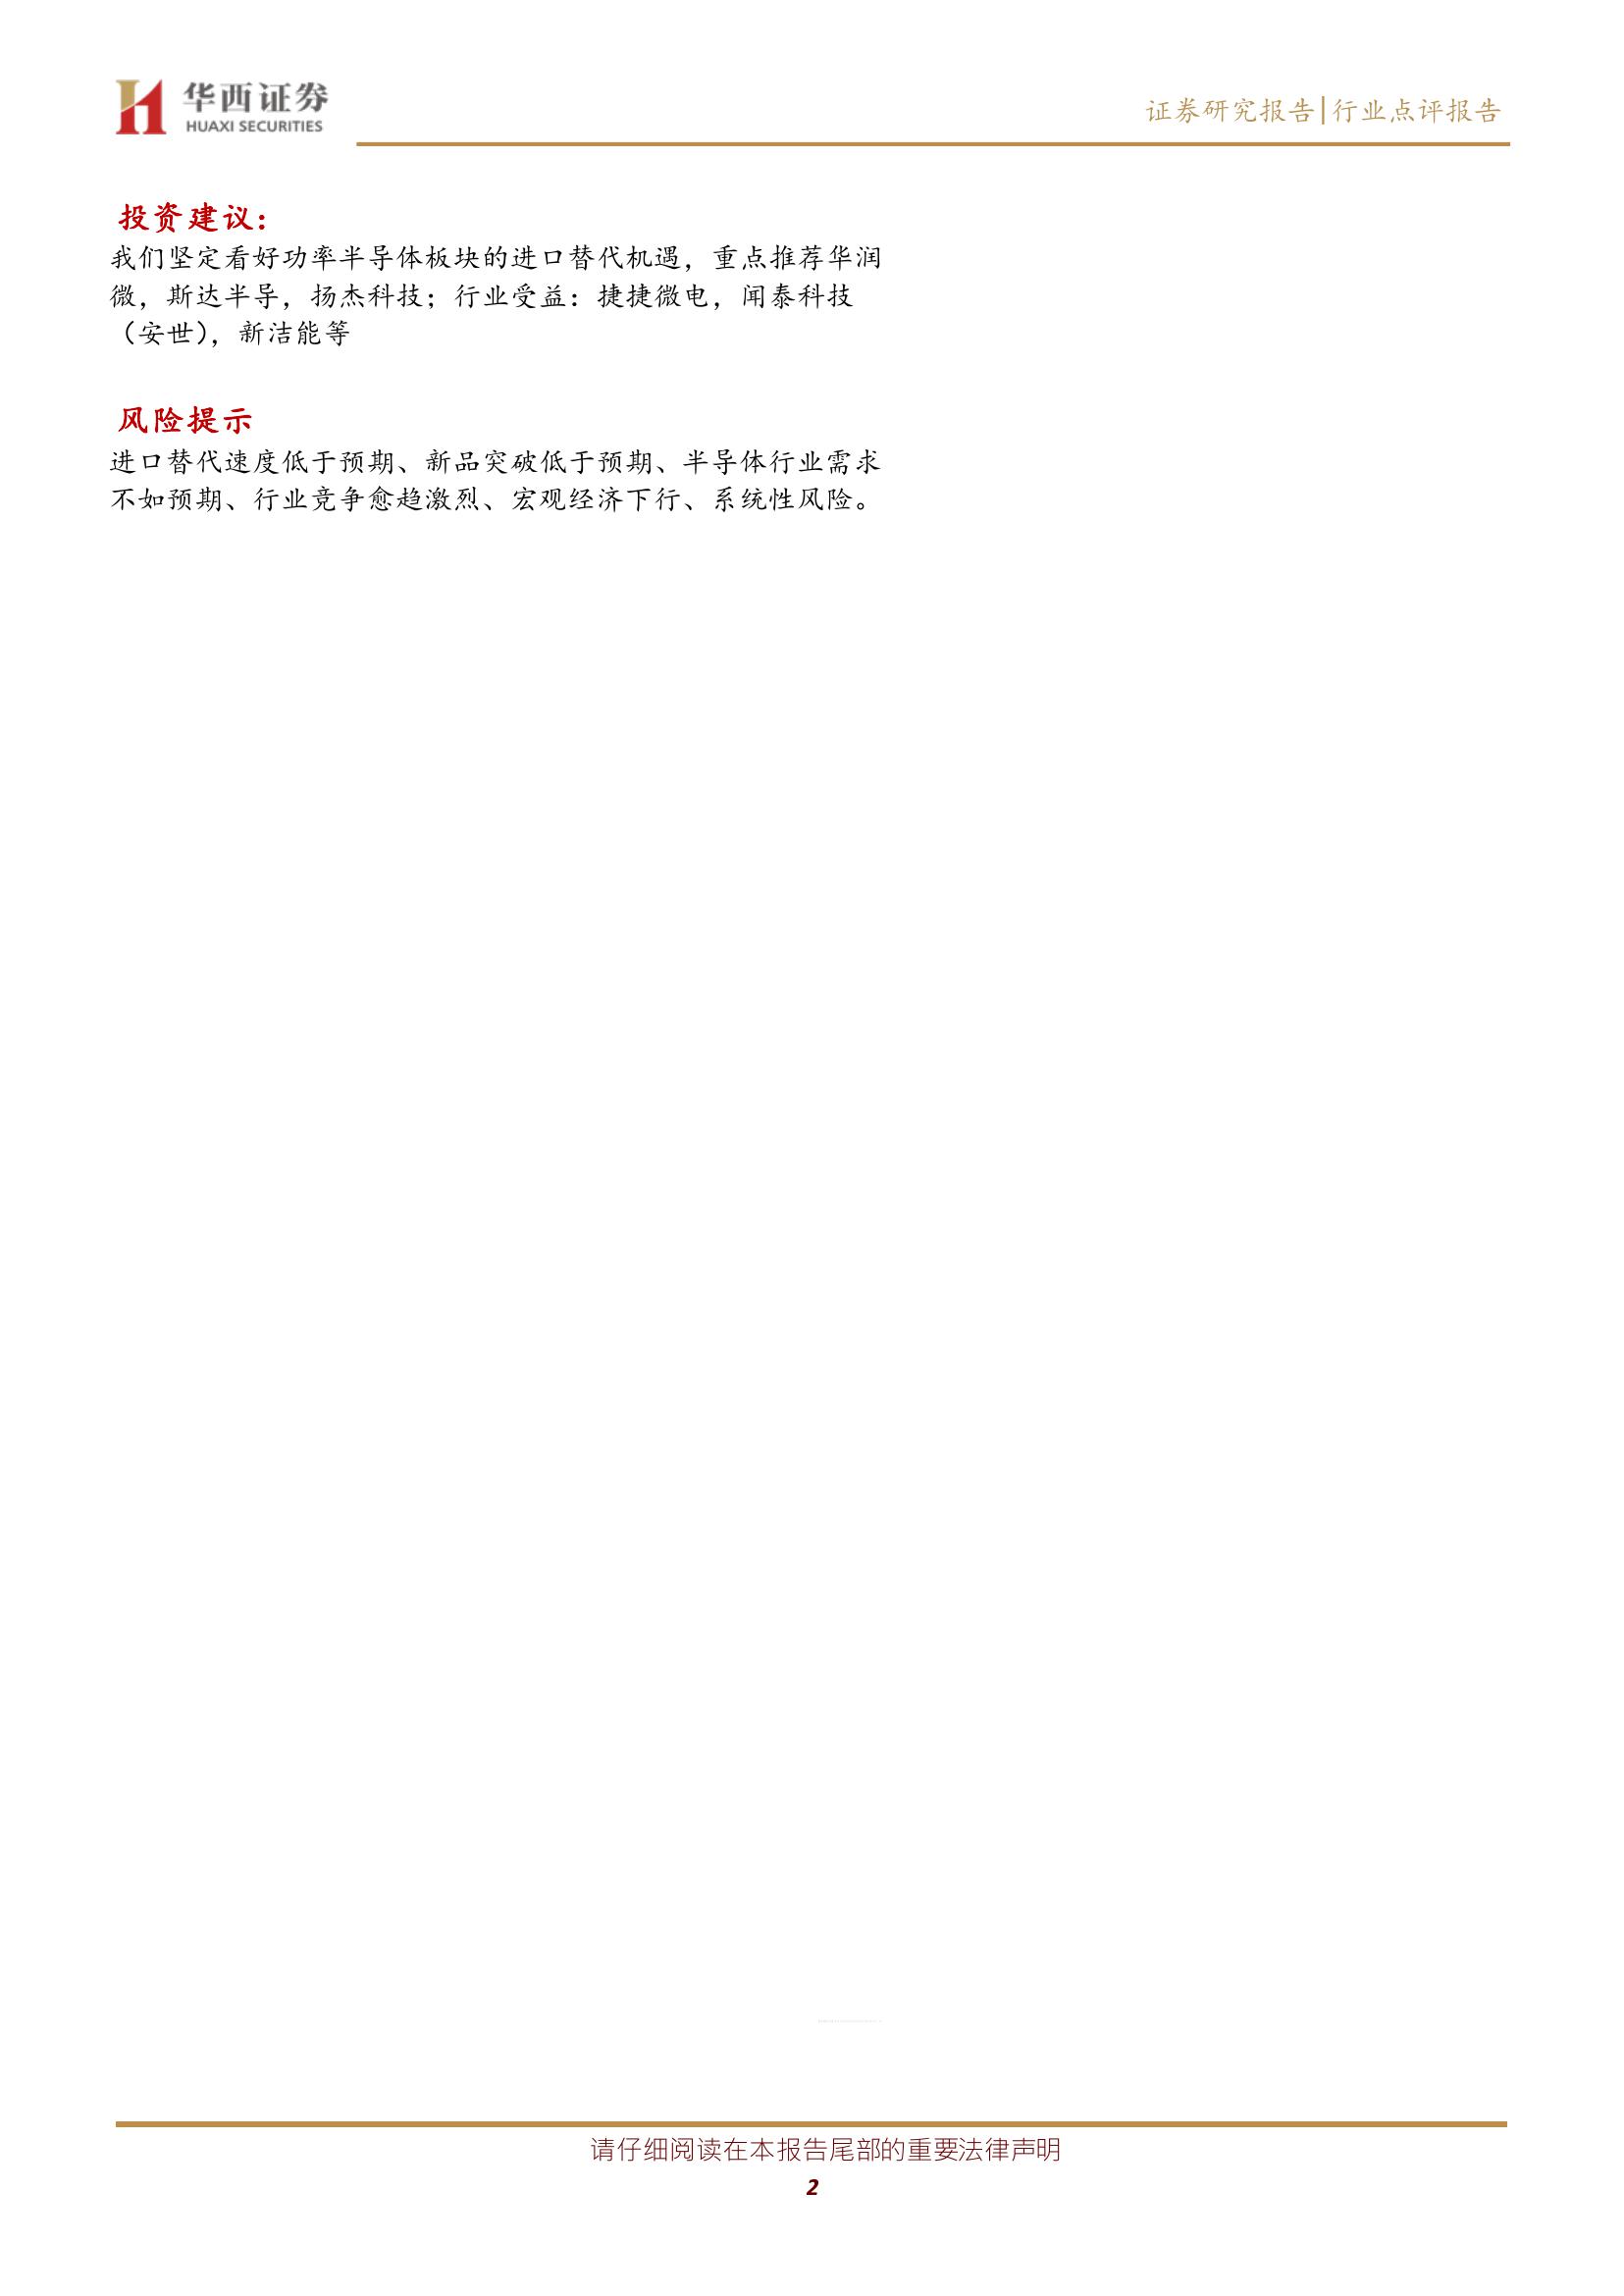 华西证券
HUAXI SECURITIES
证券研究报告|行业点评报告
投资建议：
我们坚定看好功率半导体板块的进口替代机遇，重点推荐华润
微，斯达半导，扬杰科技；行业受益：捷捷微电，闻泰科技
（安世），新洁能等
风险提示
进口替代速度低于预期、新品突破低于预期、半导体行业需求
不如预期、行业竞争愈趋激烈、宏观经济下行、系统性风险。
请仔细阅读在本报告尾部的重要法律声明
2